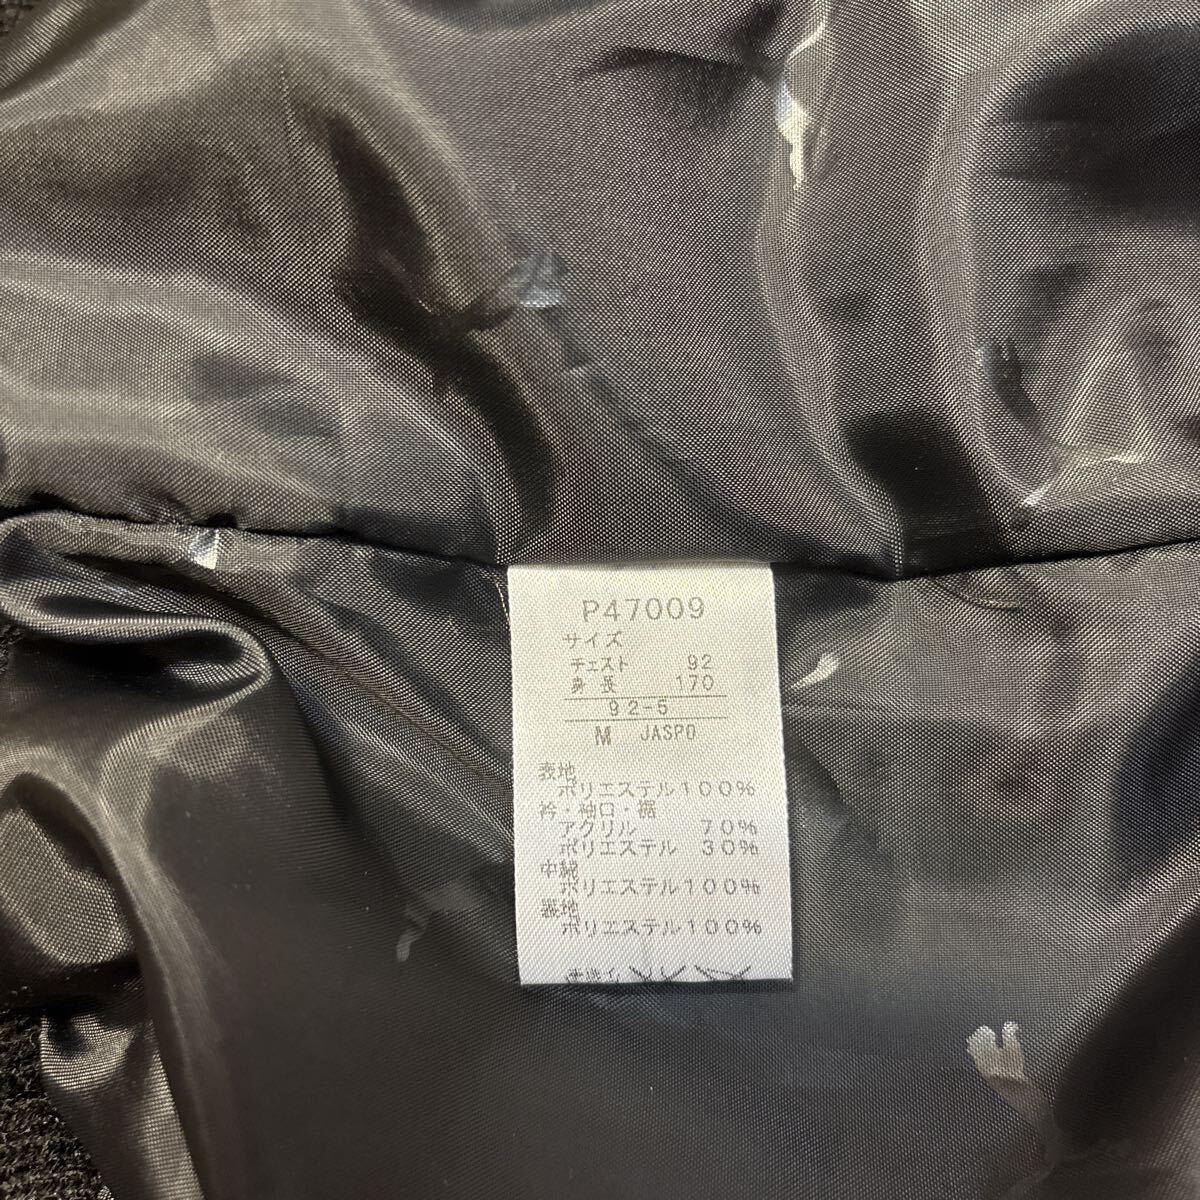 P47009
サイズ
チェスト 92
身長 170
92-5
M JASPO
表地
ポリエステル100%
衿・袖口・裾
アクリル 70%
ポリエステル 30%
中綿
ポリエステル100%
裏地
ポリエステル100%